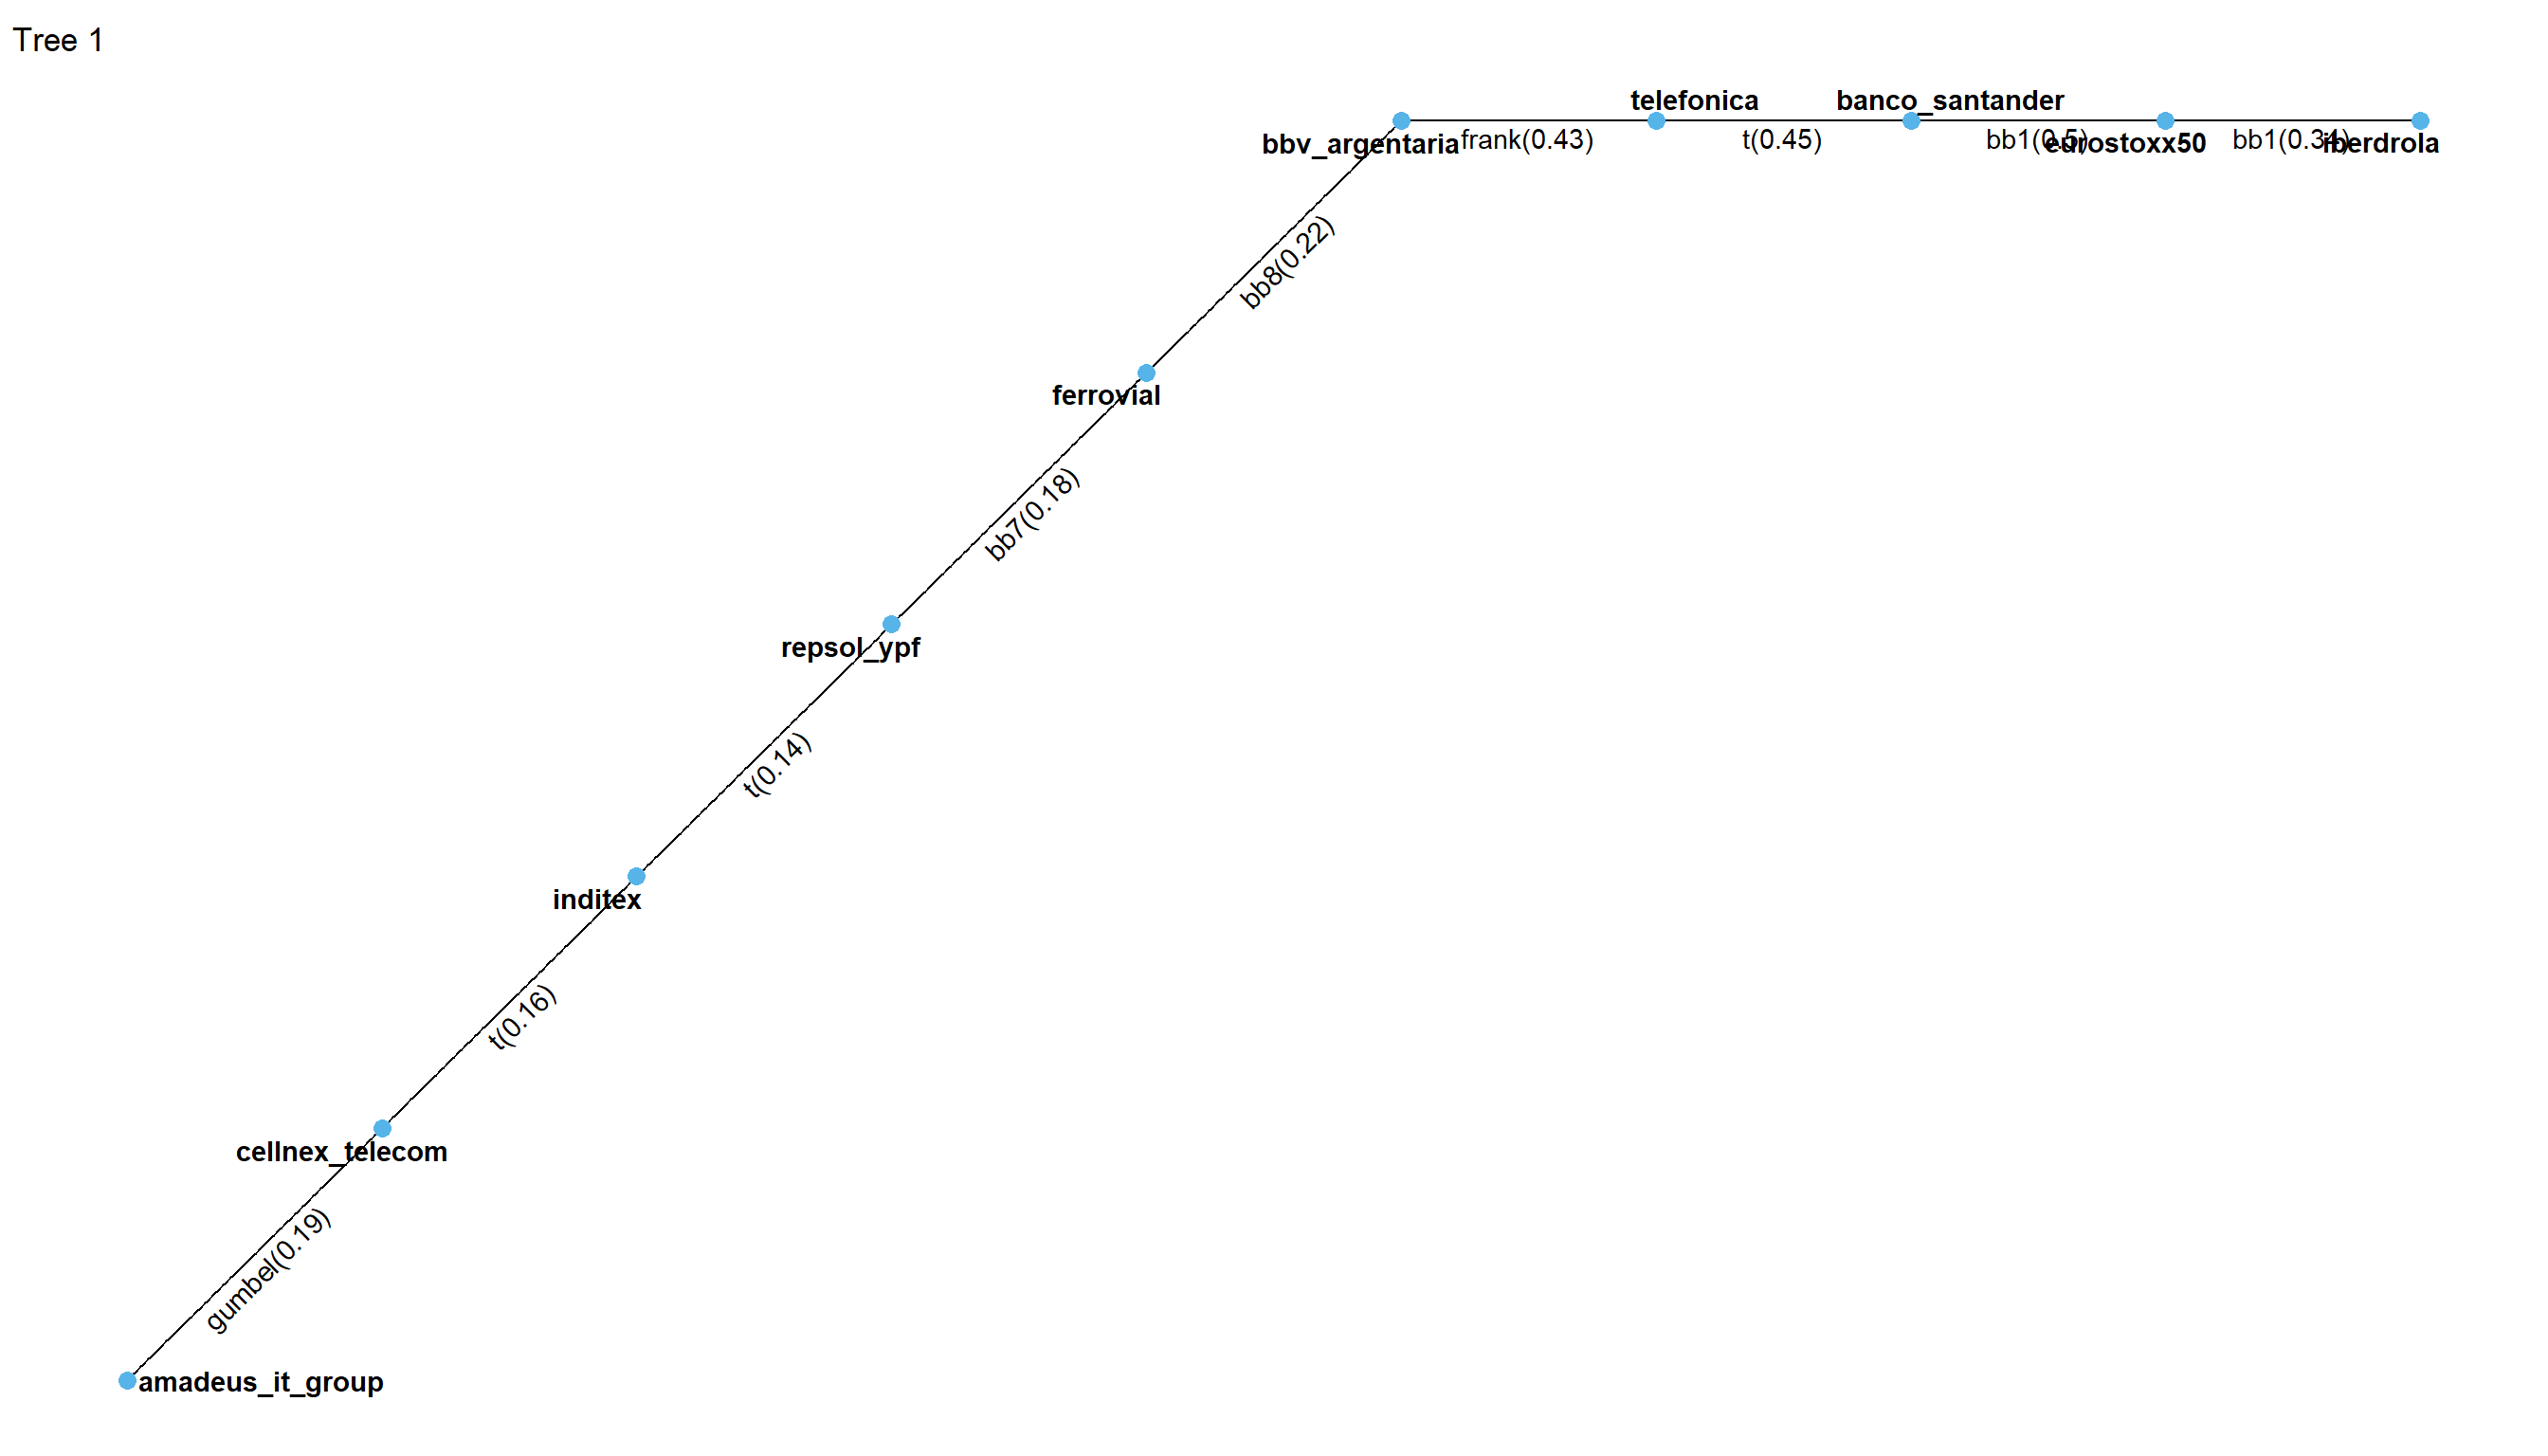 Tree 1
telefonica
banco_santander
bbv_argentaria
frank(0.43)
t(0.45)
bb1(0.5)
eurostoxx50
bb1(0.34)
iberdrola
bb8(0.22)
ferrovial
bb7(0.18)
repsol_ypf
t(0.14)
inditex
t(0.16)
cellnex_telecom
gumbel(0.19)
amadeus_it_group